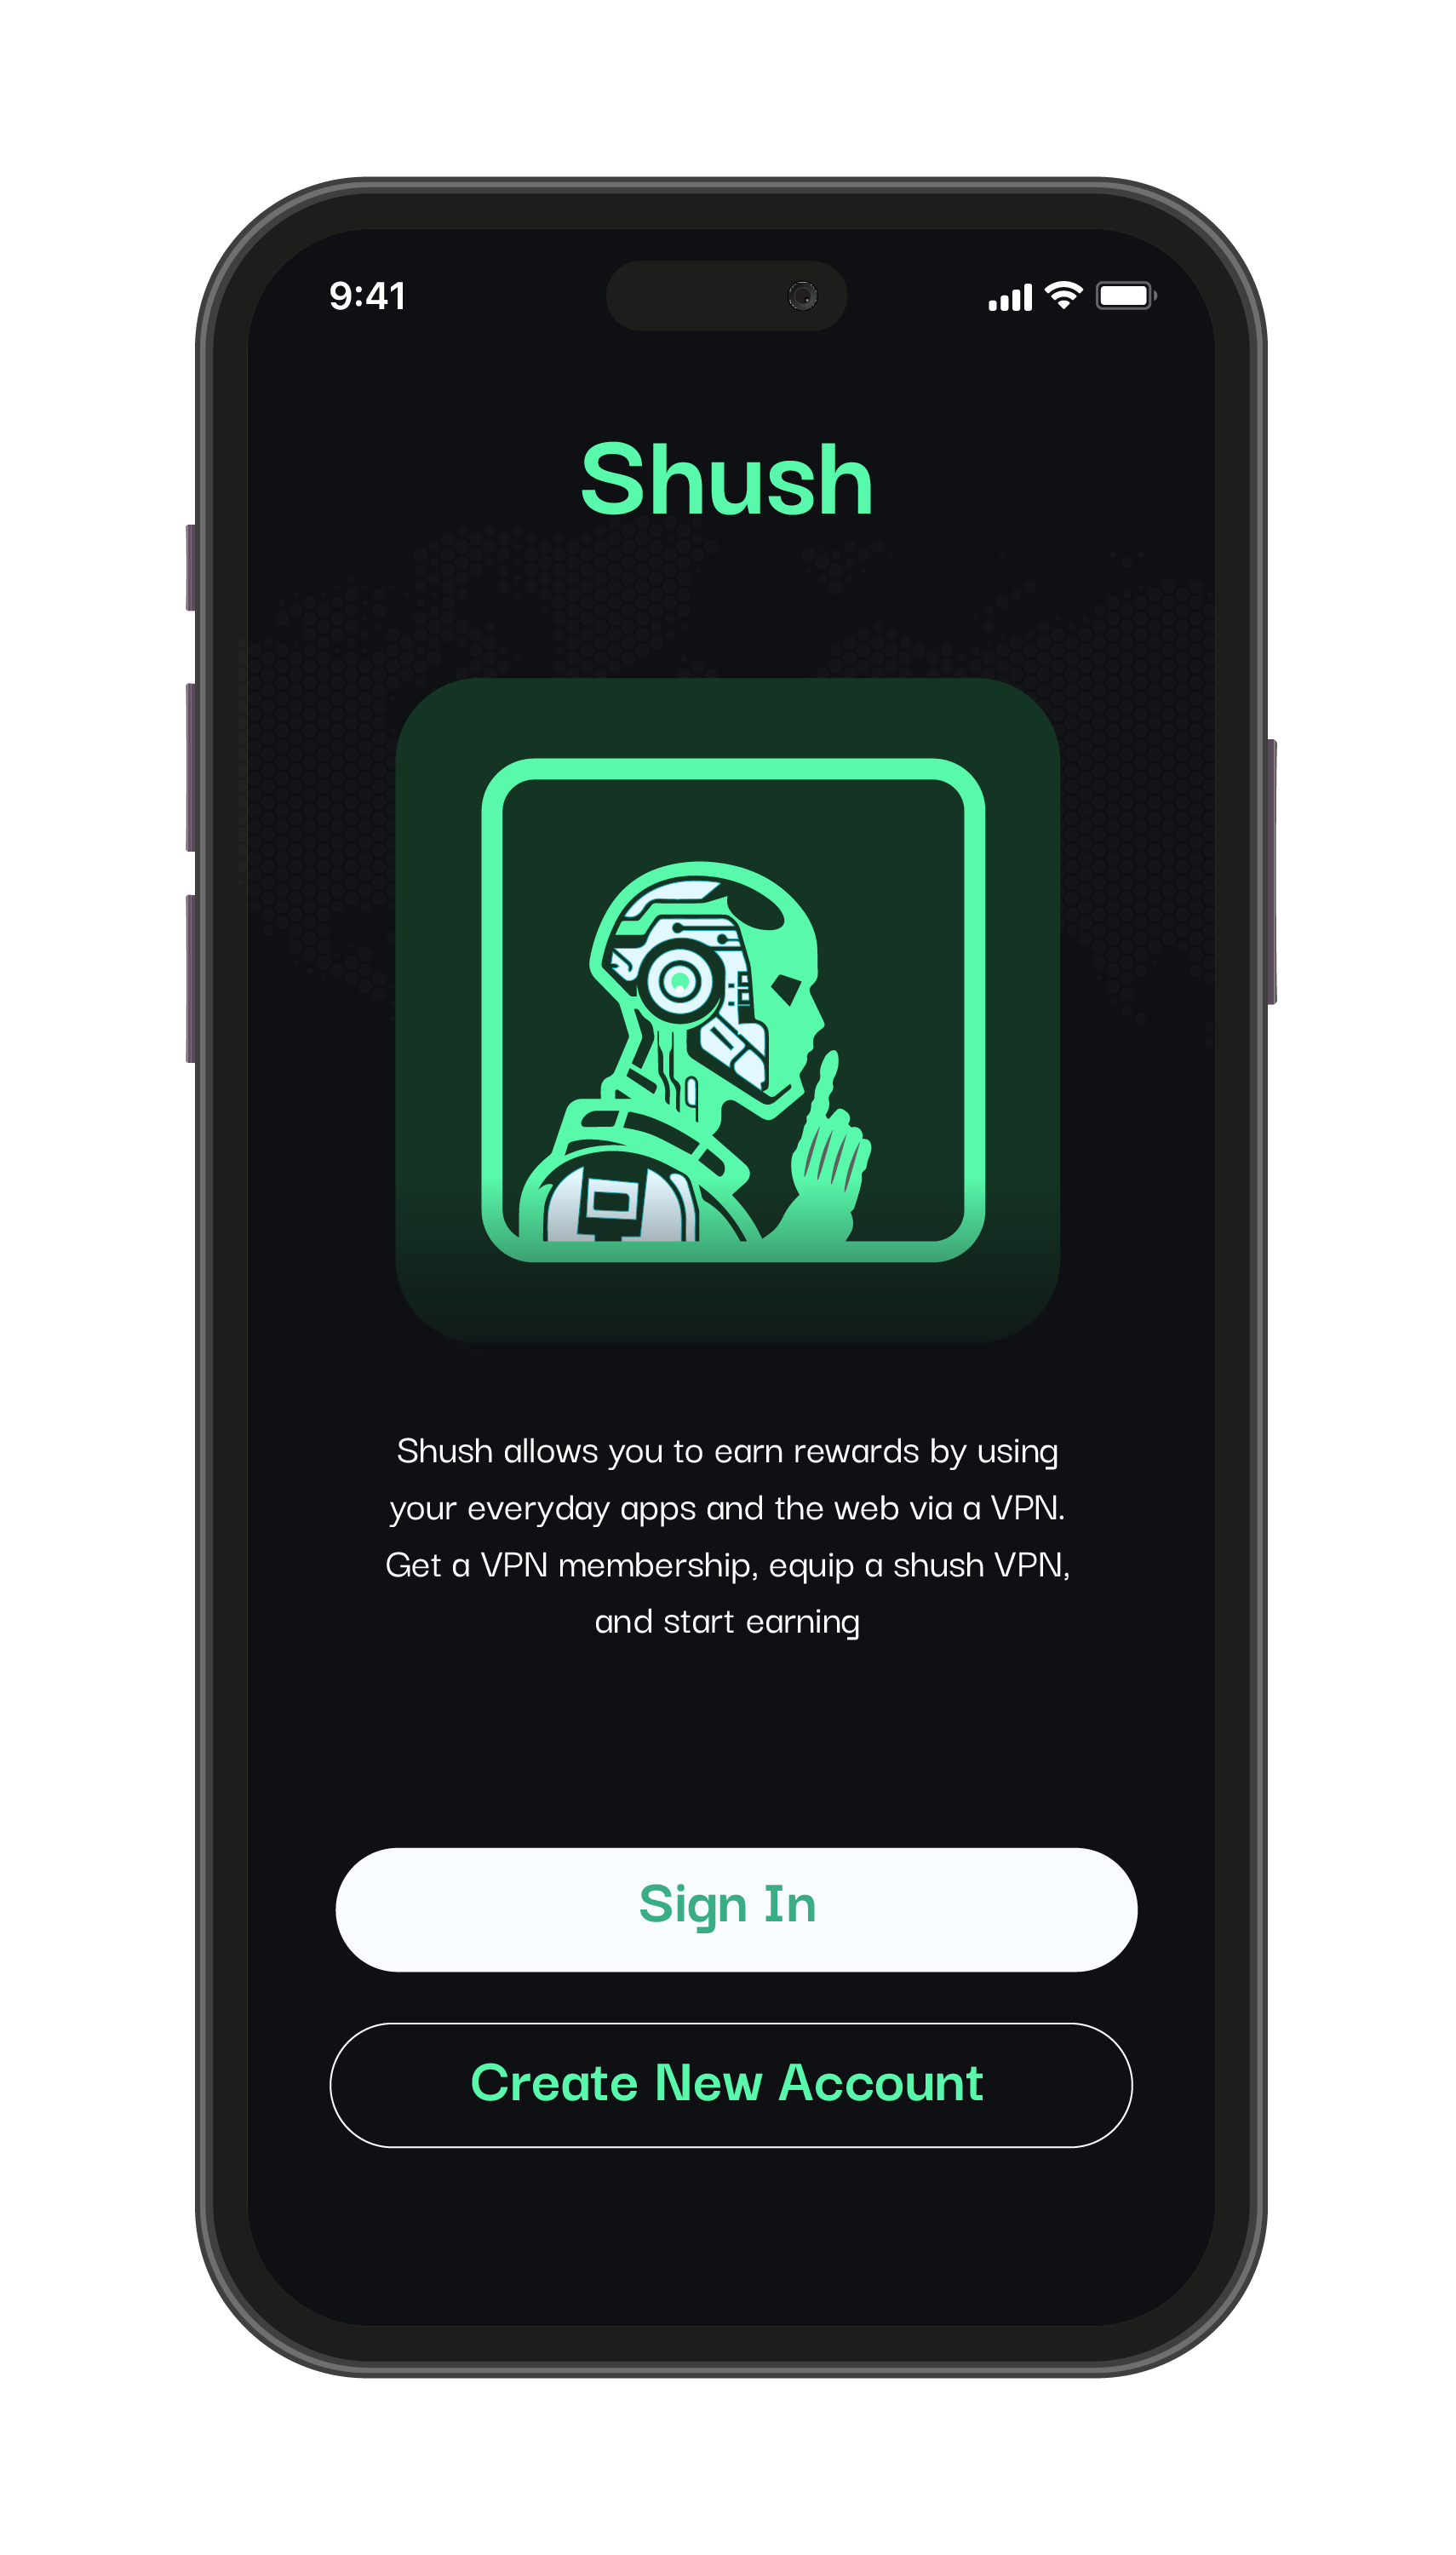 9:41
Shush
Shush allows you to earn rewards by using
your everyday apps and the web via a VPN.
Get a VPN membership, equip a shush VPN,
and start earning
Sign In
Create New Account